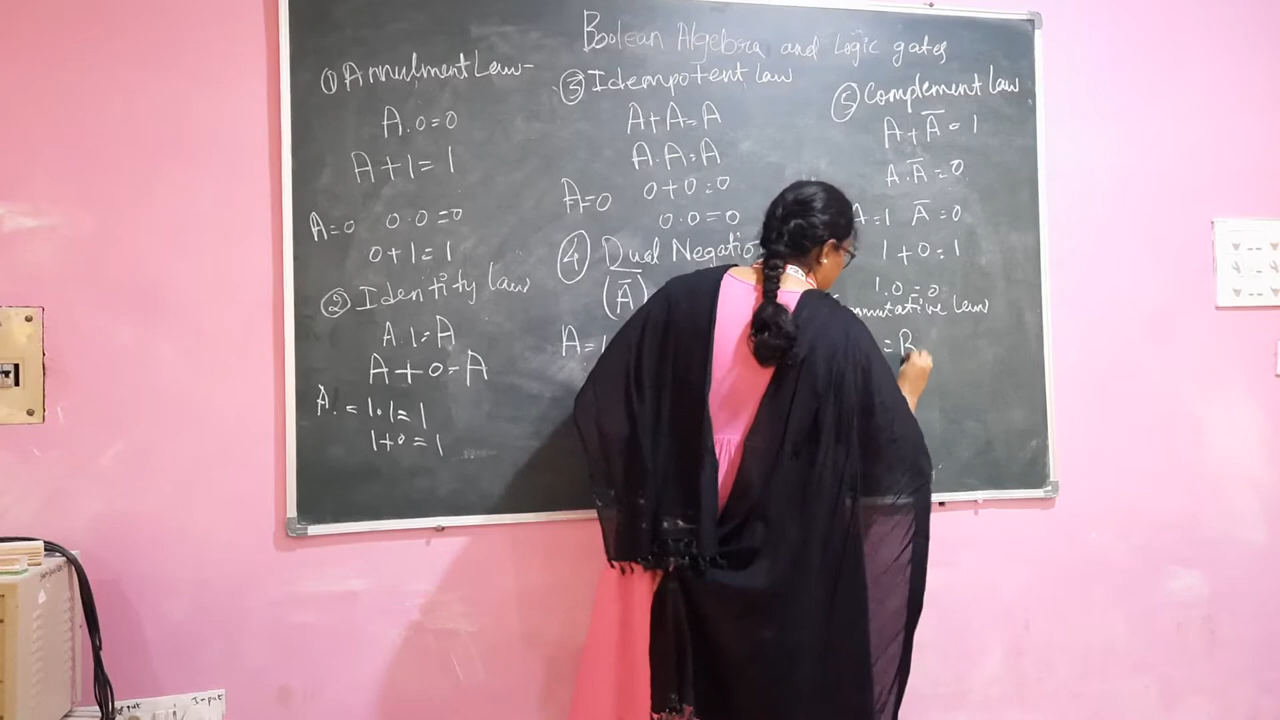 Boolean Algebra and Logic gates
① Annulment Law-
A.0=0
A+1=1
A=0 0.0=0
0+1=1
② Identity law
A.1=A
A+0=A
A. = 1.1=1
1+0=1
③ Idempotent law
A+A=A
A.A=A
A=0 0+0=0
0.0=0
④ Dual Negatio
(A̅)̅
A=1
⑤ Complement law
A+A̅=1
A.A̅=0
A=1 A̅=0
1+0=1
1.0=0
mmutative law
=B
I-put